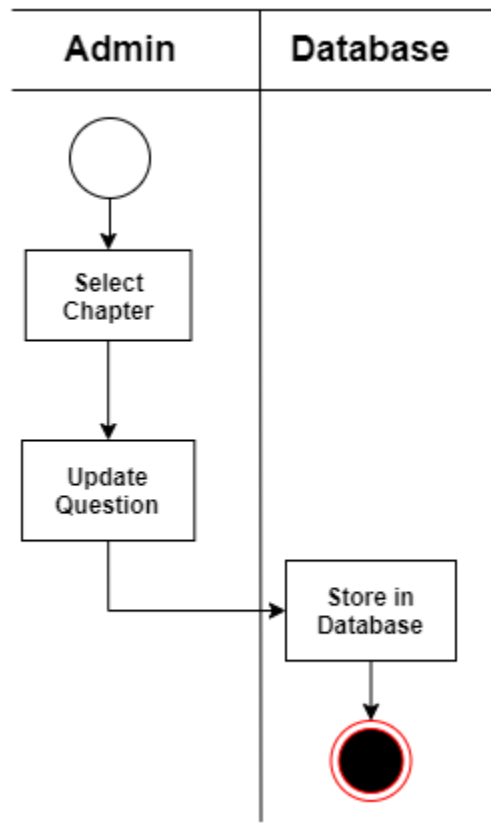 Admin
Database
Select
Chapter
Update
Question
Store in
Database